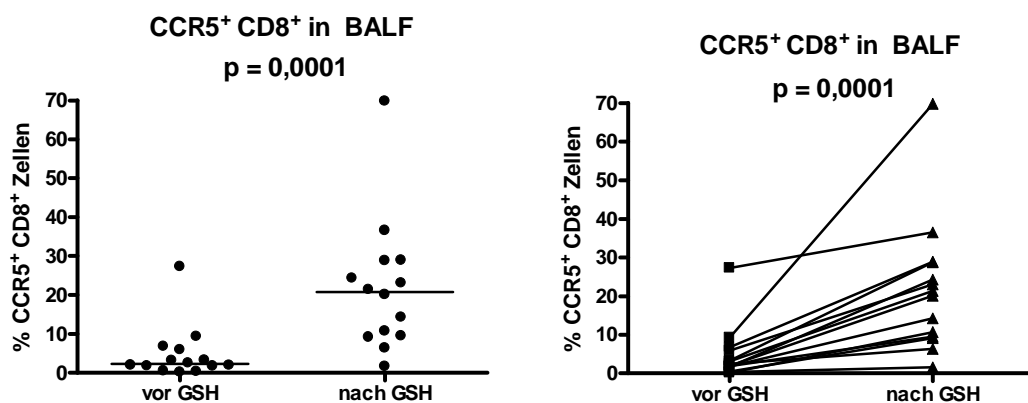 CCR5⁺ CD8⁺ in BALF
p = 0,0001
% CCR5⁺ CD8⁺ Zellen
70
60
50
40
30
20
10
0
vor GSH
nach GSH
CCR5⁺ CD8⁺ in BALF
p = 0,0001
% CCR5⁺ CD8⁺ Zellen
70
60
50
40
30
20
10
0
vor GSH
nach GSH